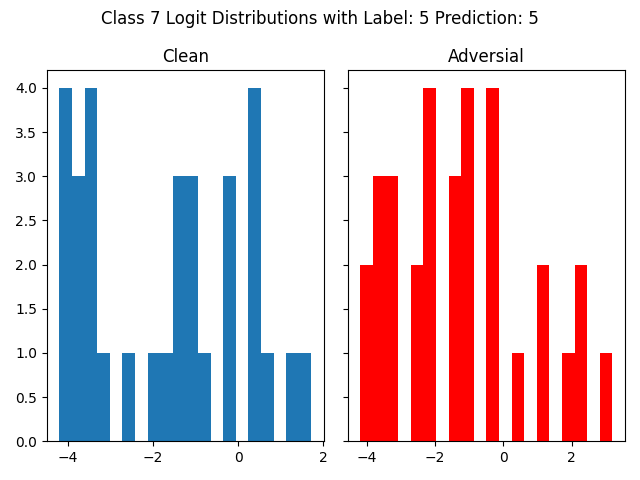 Class 7 Logit Distributions with Label: 5 Prediction: 5
Clean
Adversial
4.0
3.5
3.0
2.5
2.0
1.5
1.0
0.5
0.0
−4 −2 0 2
−4 −2 0 2